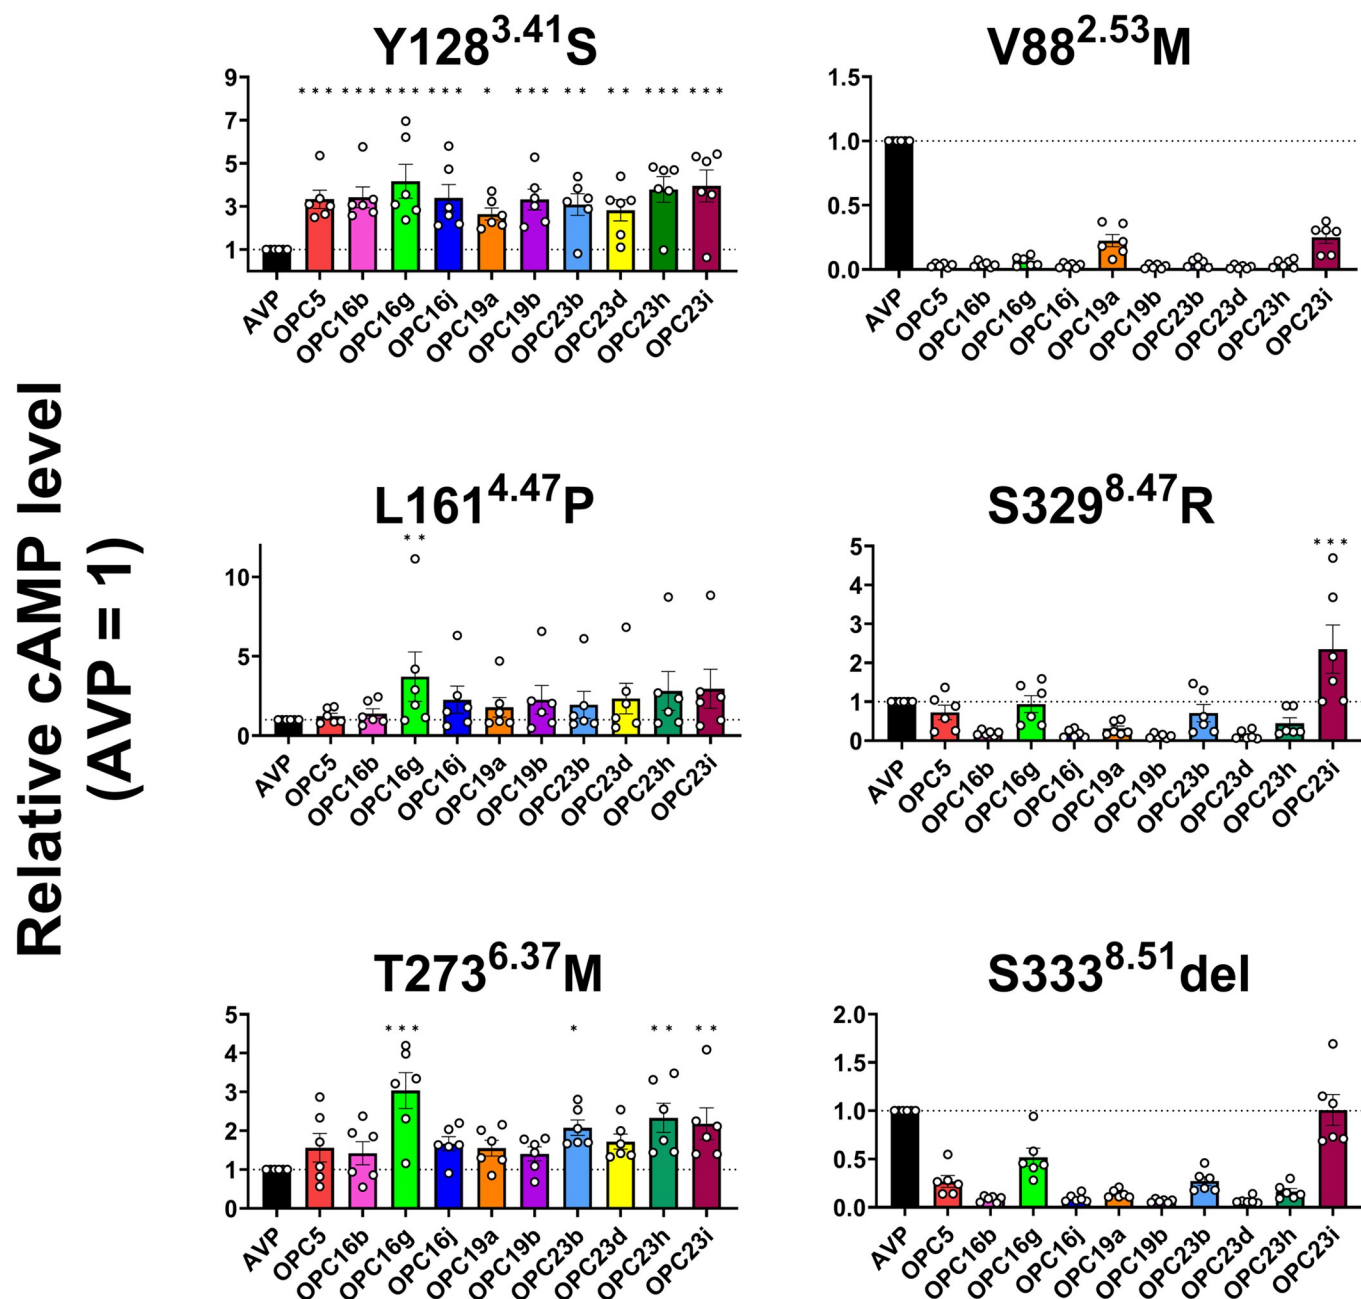 Relative cAMP level
(AVP = 1)
Y128^3.41S
9
7
5
3
1
* * * * * * * * * * * * * * * * * * * * * * * * * *
AVP
OPC5
OPC16b
OPC16g
OPC16j
OPC19a
OPC19b
OPC23b
OPC23d
OPC23h
OPC23i
V88^2.53M
1.5
1.0
0.5
0.0
AVP
OPC5
OPC16b
OPC16g
OPC16j
OPC19a
OPC19b
OPC23b
OPC23d
OPC23h
OPC23i
L161^4.47P
* *
10
5
0
AVP
OPC5
OPC16b
OPC16g
OPC16j
OPC19a
OPC19b
OPC23b
OPC23d
OPC23h
OPC23i
S329^8.47R
* * *
5
4
3
2
1
0
AVP
OPC5
OPC16b
OPC16g
OPC16j
OPC19a
OPC19b
OPC23b
OPC23d
OPC23h
OPC23i
T273^6.37M
5
4
3
2
1
0
* * * * * * * *
AVP
OPC5
OPC16b
OPC16g
OPC16j
OPC19a
OPC19b
OPC23b
OPC23d
OPC23h
OPC23i
S333^8.51del
2.0
1.5
1.0
0.5
0.0
AVP
OPC5
OPC16b
OPC16g
OPC16j
OPC19a
OPC19b
OPC23b
OPC23d
OPC23h
OPC23i